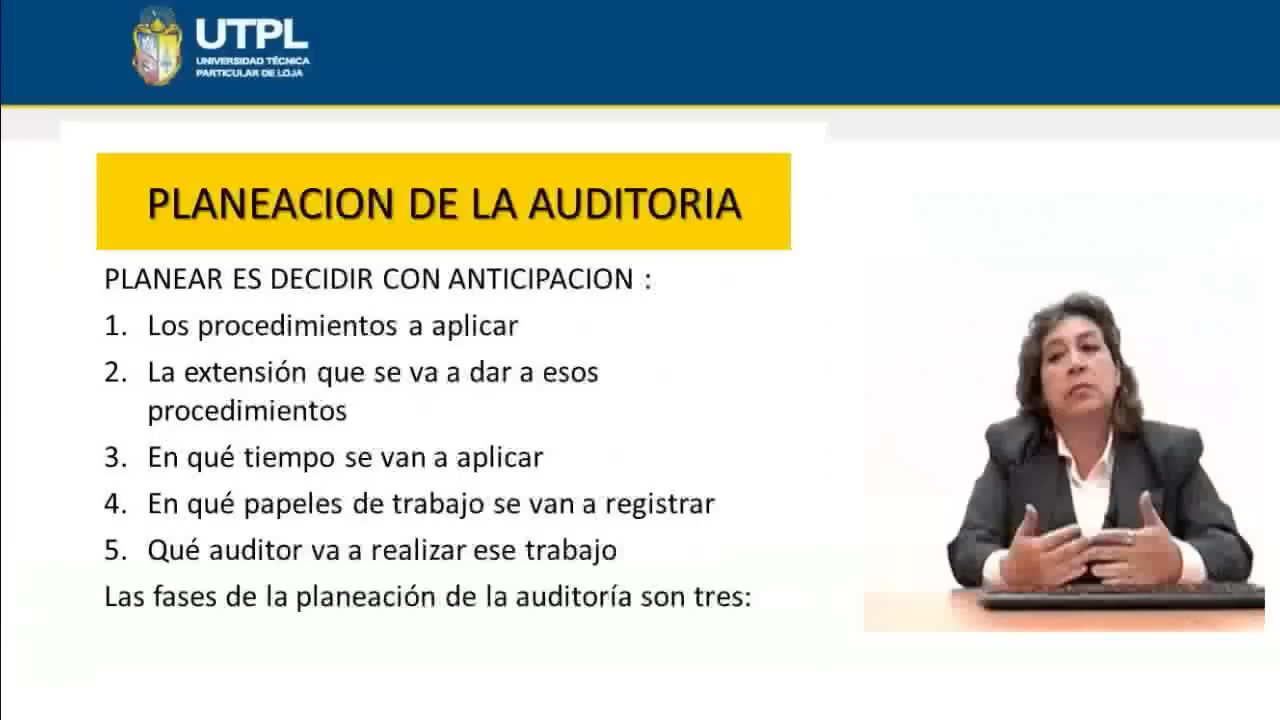 UTPL
UNIVERSIDAD TÉCNICA
PARTICULAR DE LOJA
PLANEACION DE LA AUDITORIA
PLANEAR ES DECIDIR CON ANTICIPACION :
1. Los procedimientos a aplicar
2. La extensión que se va a dar a esos
procedimientos
3. En qué tiempo se van a aplicar
4. En qué papeles de trabajo se van a registrar
5. Qué auditor va a realizar ese trabajo
Las fases de la planeación de la auditoría son tres: